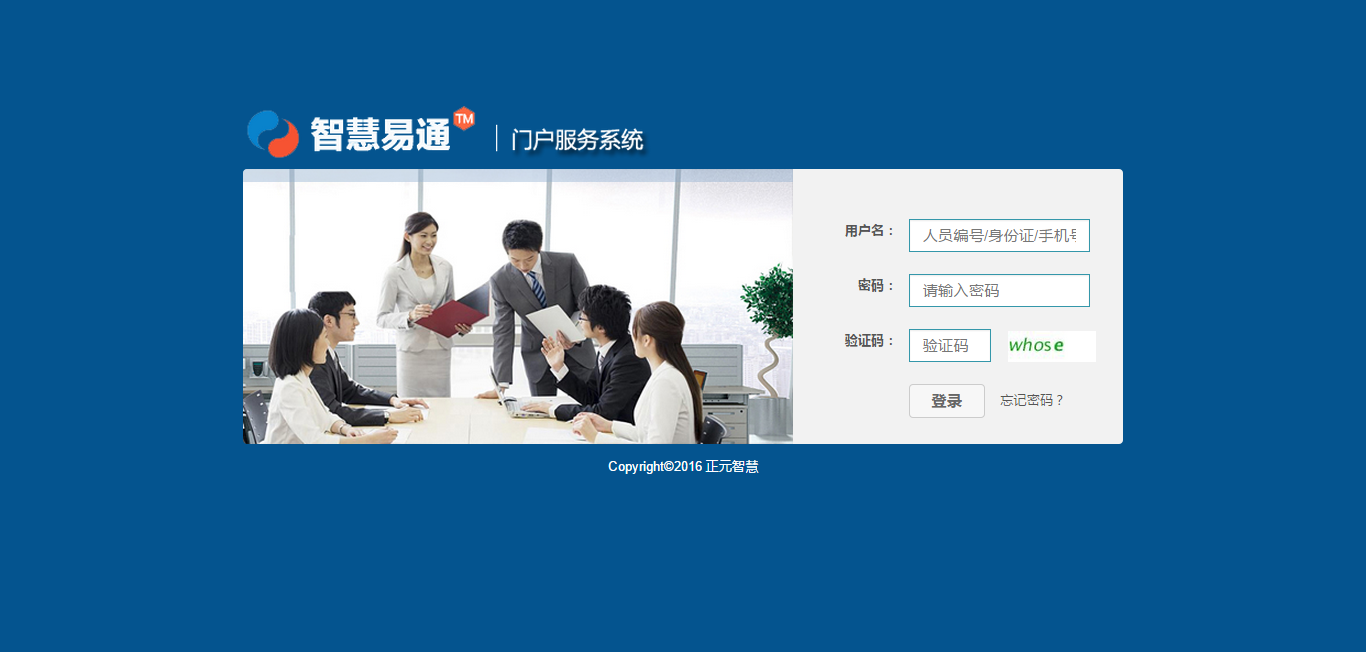 智慧易通 TM | 门户服务系统
用户名： 人员编号/身份证/手机号
密码： 请输入密码
验证码： 验证码 whose
登录 忘记密码？
Copyright©2016 正元智慧